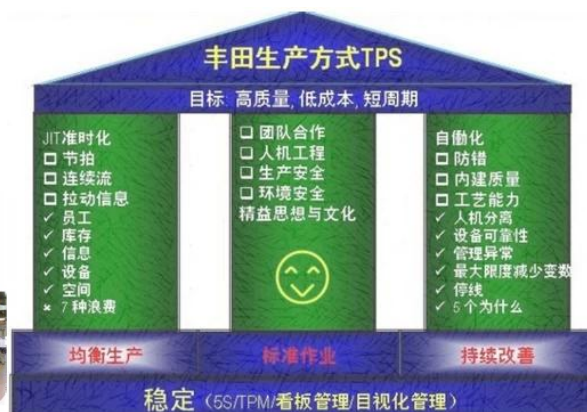 丰田生产方式TPS
目标: 高质量, 低成本, 短周期
JIT准时化
□ 节拍
□ 连续流
□ 拉动信息
✓ 员工
✓ 库存
✓ 信息
✓ 设备
✓ 空间
× 7 种浪费
□ 团队合作
□ 人机工程
□ 生产安全
□ 环境安全
精益思想与文化
自働化
□ 防错
□ 内建质量
□ 工艺能力
✓ 人机分离
✓ 设备可靠性
✓ 管理异常
✓ 最大限度减少变数
✓ 停线
✓ 5 个为什么
均衡生产
标准作业
持续改善
稳定（5S/TPM/看板管理/目视化管理）